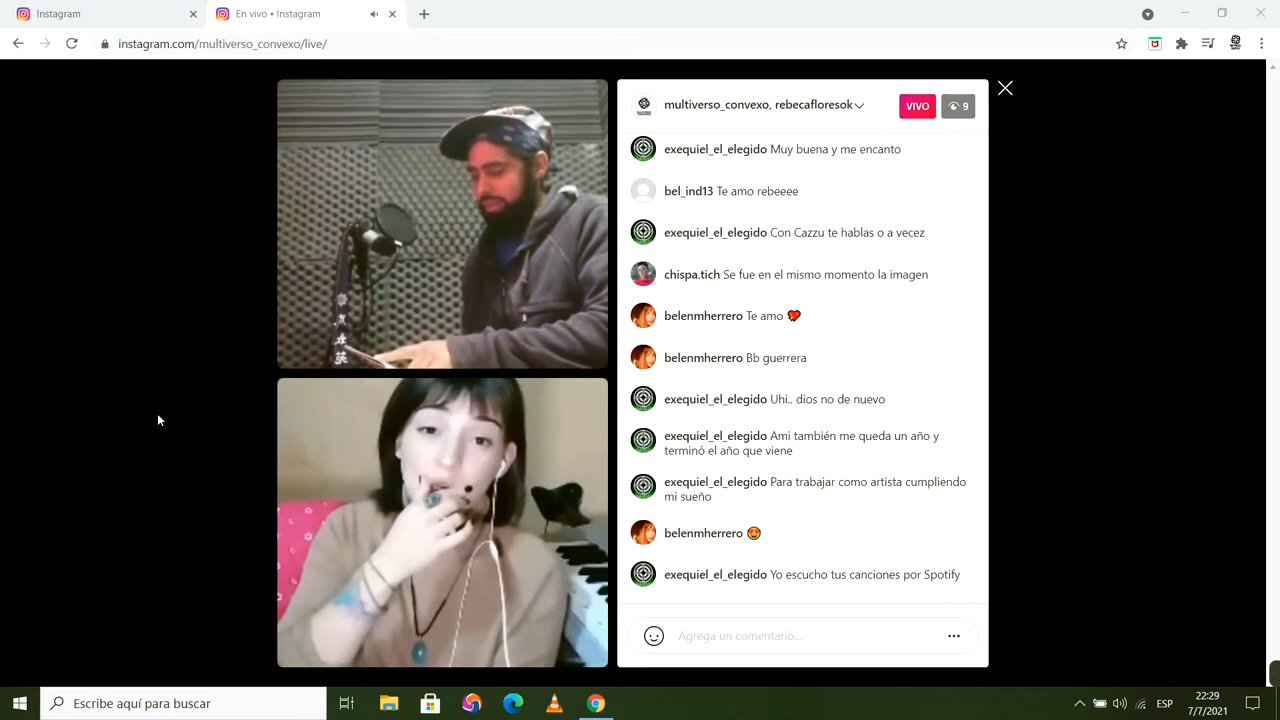 Instagram
En vivo • Instagram
instagram.com/multiverso_convexo/live/
multiverso_convexo, rebecafloresok
VIVO
9
exequiel_el_elegido Muy buena y me encanto
bel_ind13 Te amo rebeeee
exequiel_el_elegido Con Cazzu te hablas o a vecez
chispa.tich Se fue en el mismo momento la imagen
belenmherrero Te amo
belenmherrero Bb guerrera
exequiel_el_elegido Uhi.. dios no de nuevo
exequiel_el_elegido Ami también me queda un año y
terminó el año que viene
exequiel_el_elegido Para trabajar como artista cumpliendo
mi sueño
belenmherrero 😍
exequiel_el_elegido Yo escucho tus canciones por Spotify
Agrega un comentario...
Escribe aquí para buscar
ESP
22:29
7/7/2021